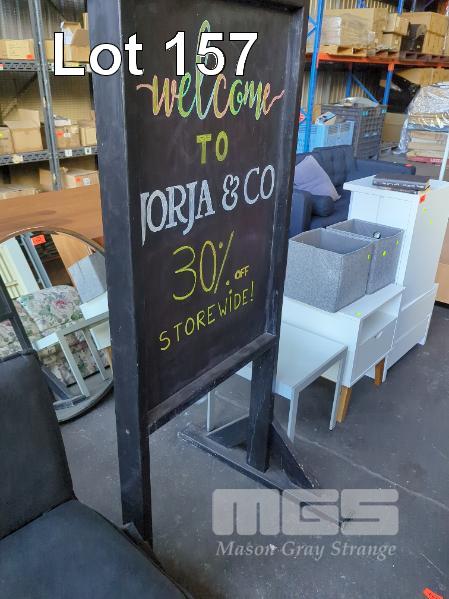 Lot 157
welcome
TO
JORJA & CO
30% OFF
STOREWIDE!
MGS
Mason Gray Strange